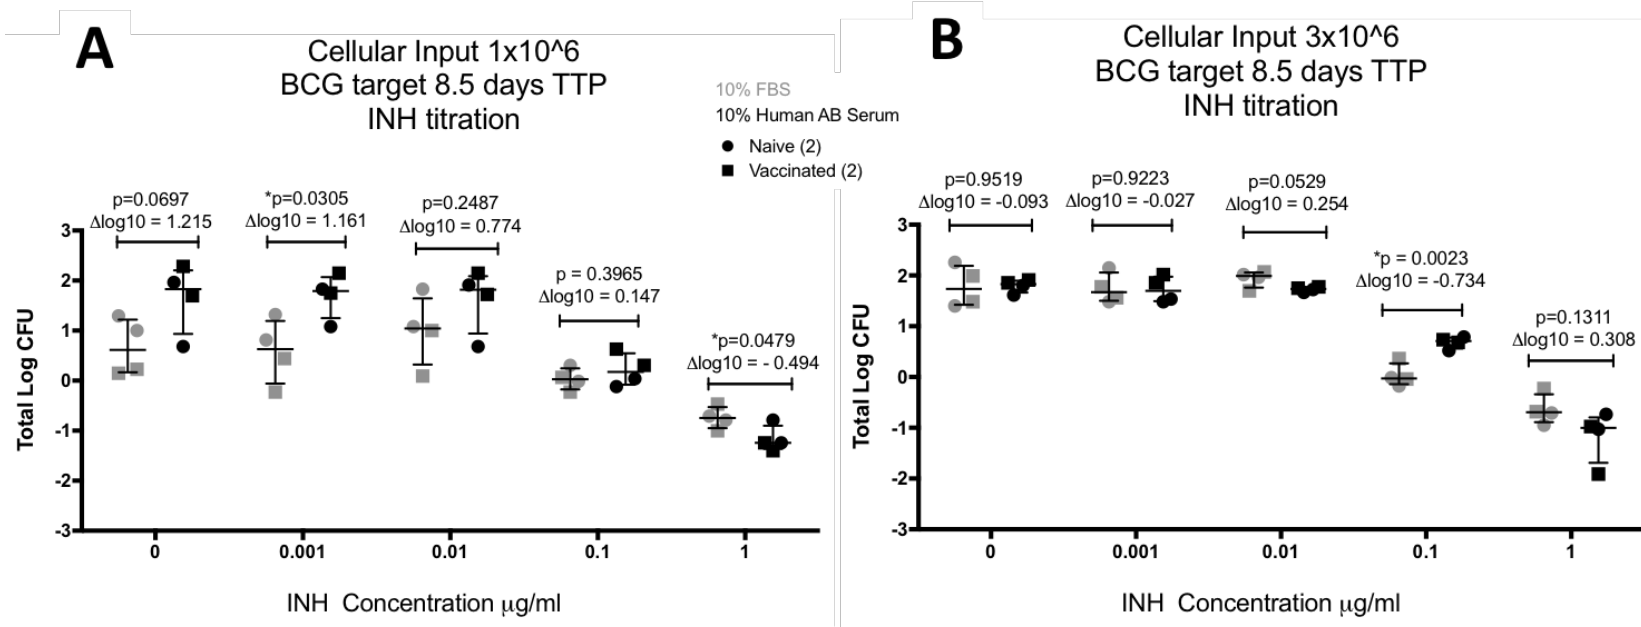 A
Cellular Input 1x10^6
BCG target 8.5 days TTP
INH titration
10% FBS
10% Human AB Serum
Naive (2)
Vaccinated (2)
p=0.0697
Δlog10 = 1.215
*p=0.0305
Δlog10 = 1.161
p=0.2487
Δlog10 = 0.774
p = 0.3965
Δlog10 = 0.147
*p=0.0479
Δlog10 = - 0.494
Total Log CFU
3
2
1
0
-1
-2
-3
0
0.001
0.01
0.1
1
INH Concentration μg/ml
B
Cellular Input 3x10^6
BCG target 8.5 days TTP
INH titration
p=0.9519
Δlog10 = -0.093
p=0.9223
Δlog10 = -0.027
p=0.0529
Δlog10 = 0.254
*p = 0.0023
Δlog10 = -0.734
p=0.1311
Δlog10 = 0.308
Total Log CFU
3
2
1
0
-1
-2
-3
0
0.001
0.01
0.1
1
INH Concentration μg/ml